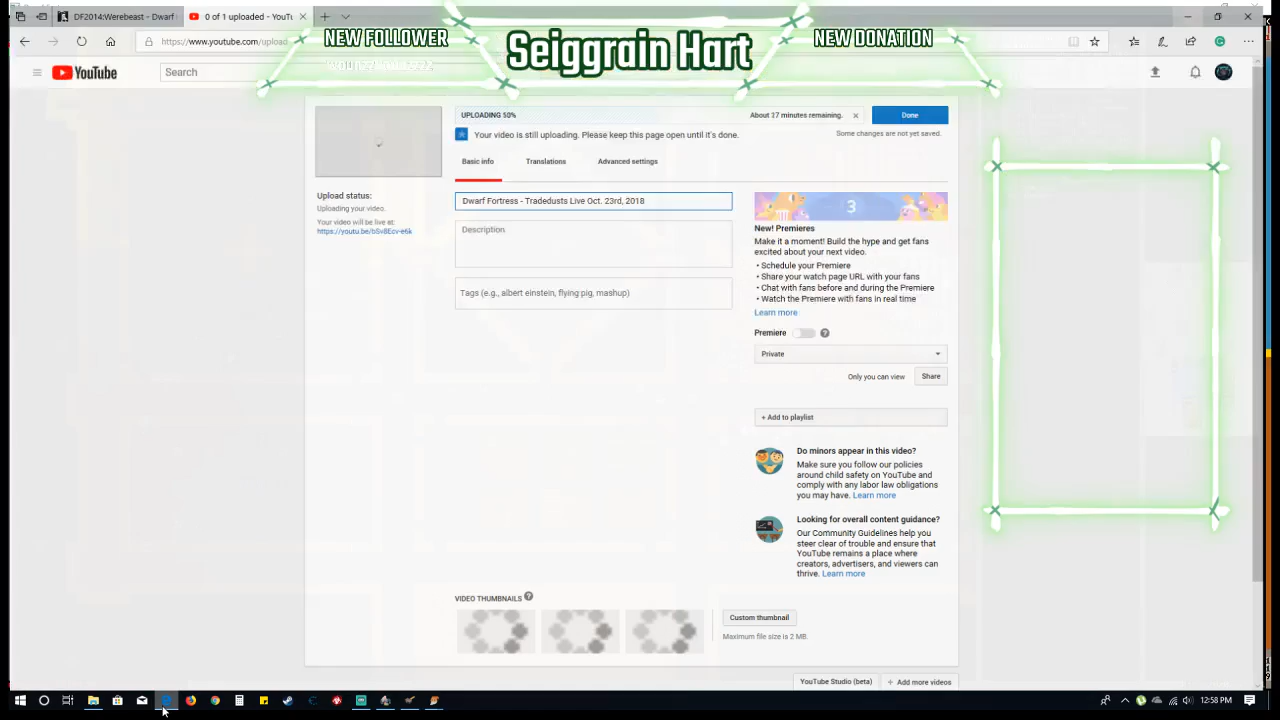 DF2014:Werebeast - Dwarf
0 of 1 uploaded - YouTu
NEW FOLLOWER
Seiggrain Hart
NEW DONATION
https://www.youtube.com/upload
YouTube
Search
UPLOADING 50%
About 37 minutes remaining.
Done
Your video is still uploading. Please keep this page open until it's done.
Some changes are not yet saved.
Basic info
Translations
Advanced settings
Upload status:
Uploading your video.
Your video will be live at:
https://youtu.be/bSv8Ecv-e6k
Dwarf Fortress - Tradedusts Live Oct. 23rd, 2018
Description
Tags (e.g., albert einstein, flying pig, mashup)
3
New! Premieres
Make it a moment! Build the hype and get fans
excited about your next video.
• Schedule your Premiere
• Share your watch page URL with your fans
• Chat with fans before and during the Premiere
• Watch the Premiere with fans in real time
Learn more
Premiere
Private
Only you can view
Share
+ Add to playlist
Do minors appear in this video?
Make sure you follow our policies
around child safety on YouTube and
comply with any labor law obligations
you may have. Learn more
Looking for overall content guidance?
Our Community Guidelines help you
steer clear of trouble and ensure that
YouTube remains a place where
creators, advertisers, and viewers can
thrive. Learn more
VIDEO THUMBNAILS
Custom thumbnail
Maximum file size is 2 MB.
YouTube Studio (beta)
+ Add more videos
12:58 PM